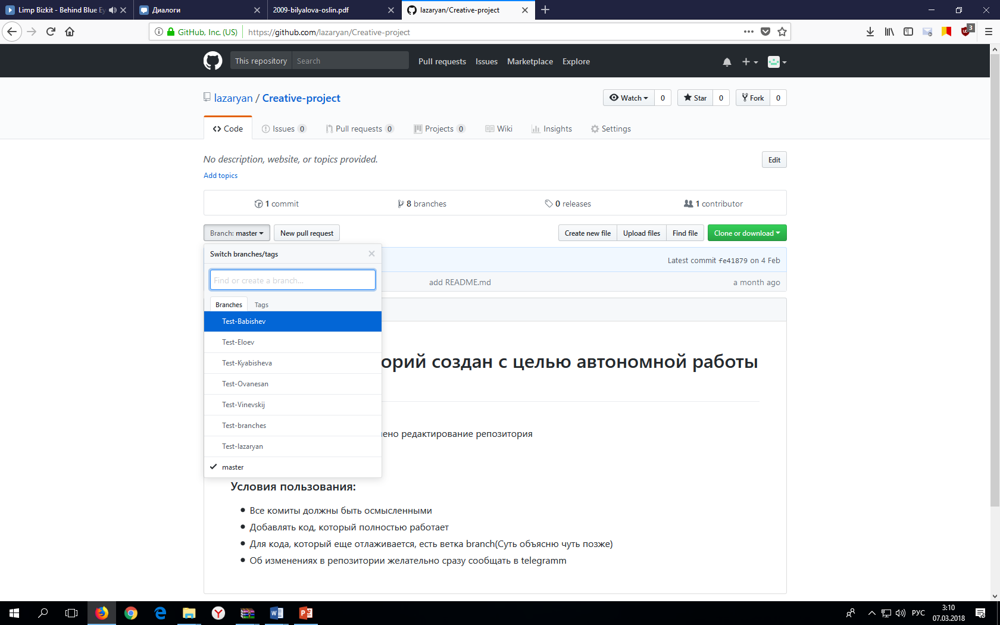 Limp Bizkit - Behind Blue Ey
Диалоги
2009-bilyalova-oslin.pdf
lazaryan/Creative-project
GitHub, Inc. (US)
https://github.com/lazaryan/Creative-project
3
This repository
Search
Pull requests
Issues
Marketplace
Explore
lazaryan / Creative-project
Watch
0
Star
0
Fork
0
Code
Issues 0
Pull requests 0
Projects 0
Wiki
Insights
Settings
No description, website, or topics provided.
Edit
Add topics
1 commit
8 branches
0 releases
1 contributor
Branch: master
New pull request
Create new file
Upload files
Find file
Clone or download
Switch branches/tags
Latest commit fe41879 on 4 Feb
Find or create a branch...
add README.md
a month ago
Branches
Tags
Test-Babishev
Test-Eloev
Test-Kyabisheva
Test-Ovanesan
Test-Vinevskij
Test-branches
Test-lazaryan
master
орий создан с целью автономной работы
ено редактирование репозитория
Условия пользования:
Все комиты должны быть осмысленными
Добавлять код, который полностью работает
Для кода, который еще отлаживается, есть ветка branch(Суть объясню чуть позже)
Об изменениях в репозитории желательно сразу сообщать в telegramm
РУС
3:10
07.03.2018